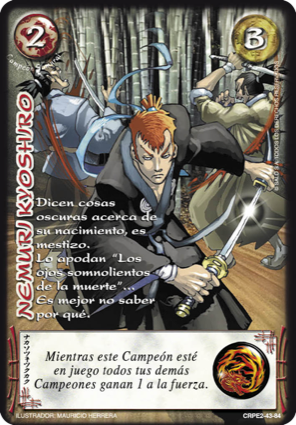 2
B
NEMURI KYOSHIRO
Dicen cosas
oscuras acerca de
su nacimiento, es
mestizo.
Lo apodan "Los
ojos somnolientos
de la muerte"...
Es mejor no saber
por qué.
Mientras este Campeón esté
en juego todos tus demás
Campeones ganan 1 a la fuerza.
ILUSTRADOR: MAURICIO HERRERA
CRPE2-43-84